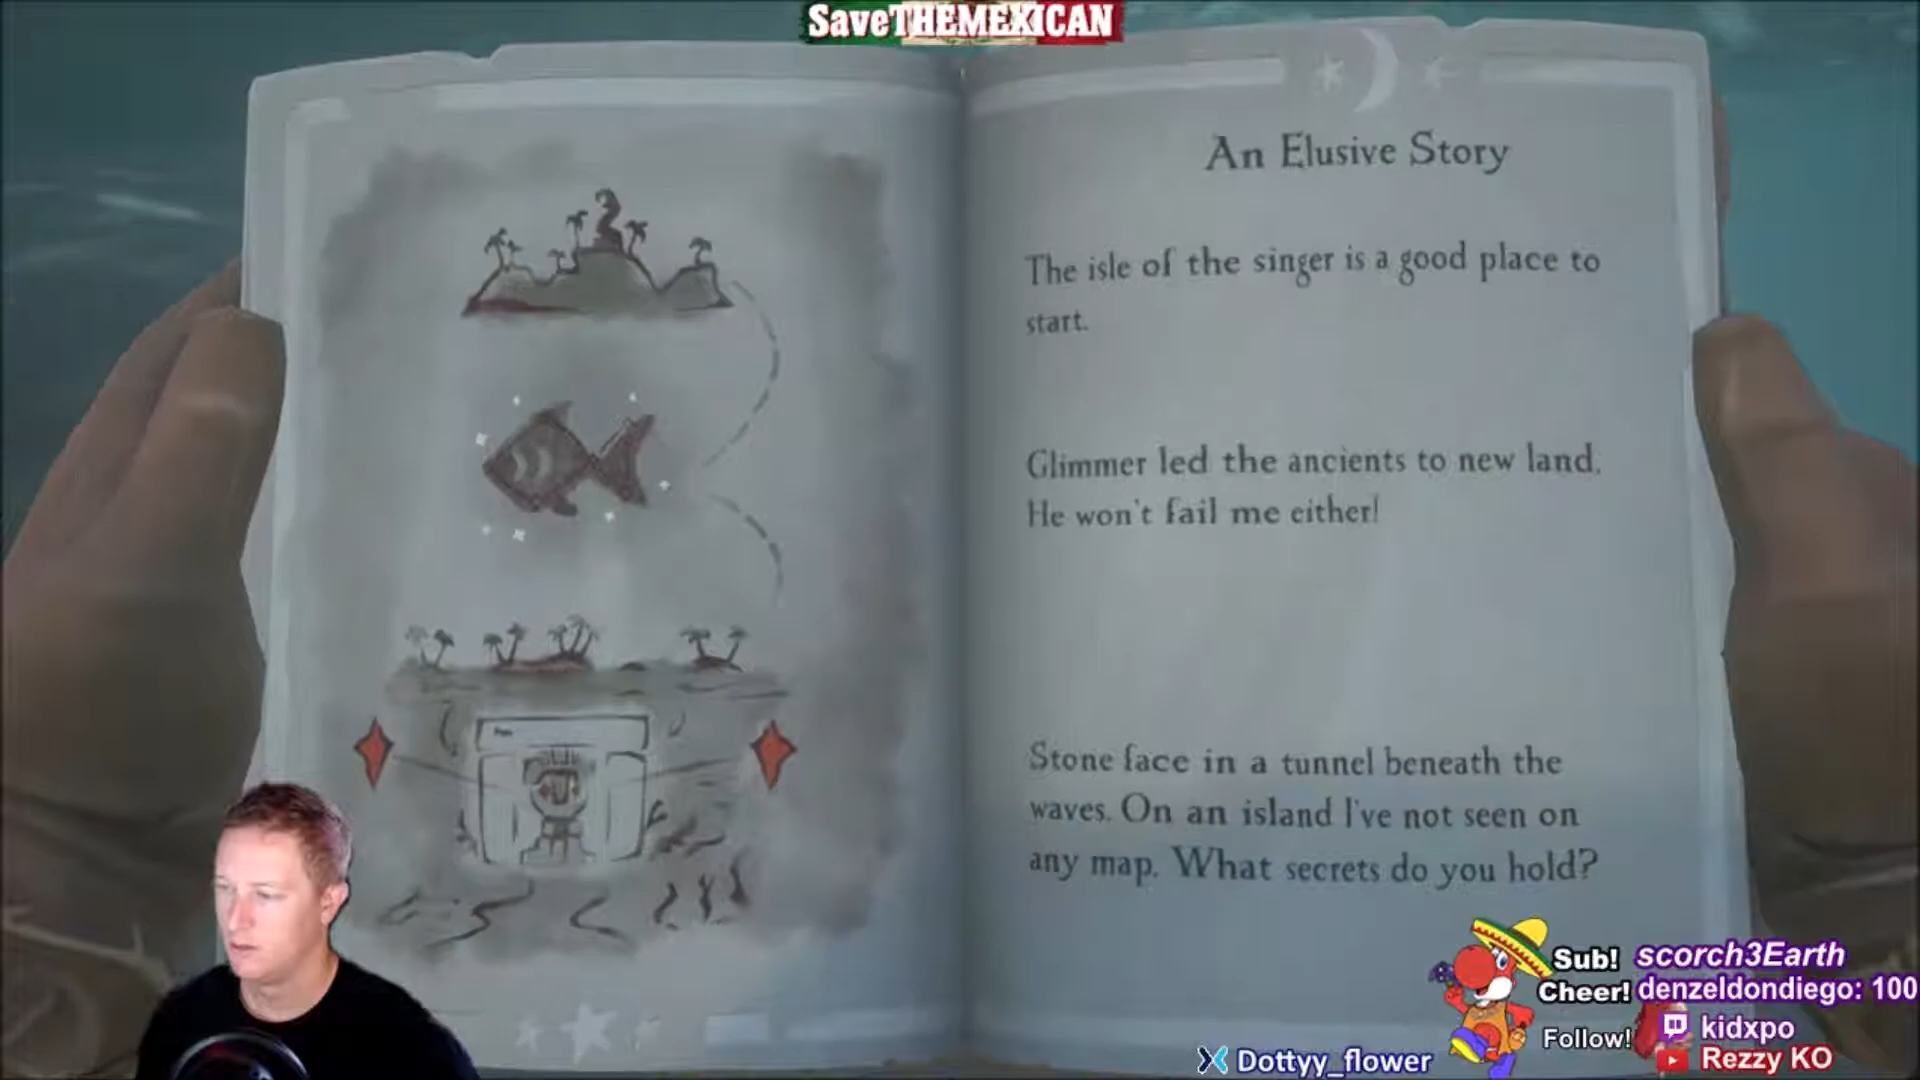 SaveTHEMEXICAN
An Elusive Story
The isle of the singer is a good place to
start.
Glimmer led the ancients to new land.
He won't fail me either!
Stone face in a tunnel beneath the
waves. On an island I've not seen on
any map. What secrets do you hold?
Sub! scorch3Earth
Cheer! denzeldondiego: 100
Follow! kidxpo
Dottyy_flower Rezzy KO